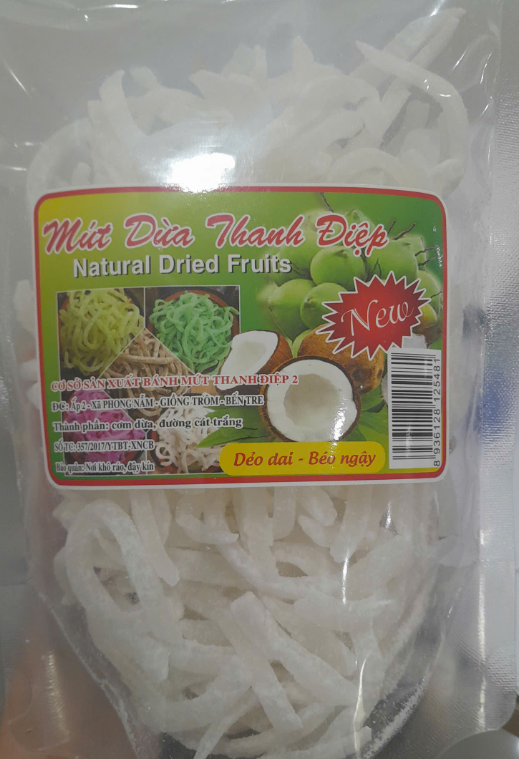 Mứt Dừa Thanh Điệp
Natural Dried Fruits
New
CƠ SỞ SẢN XUẤT BÁNH MỨT THANH ĐIỆP 2
ĐC: Ấp 2 - Xã PHONG NẪM - GIỒNG TRÔM - BẾN TRE
Thành phần: cơm dừa, đường cát trắng
Số TC:357/2017/YTBT-XNCB
Bảo quản: Nơi khô ráo, đậy kín
Dẻo dai - Béo ngậy
8 936128 125487